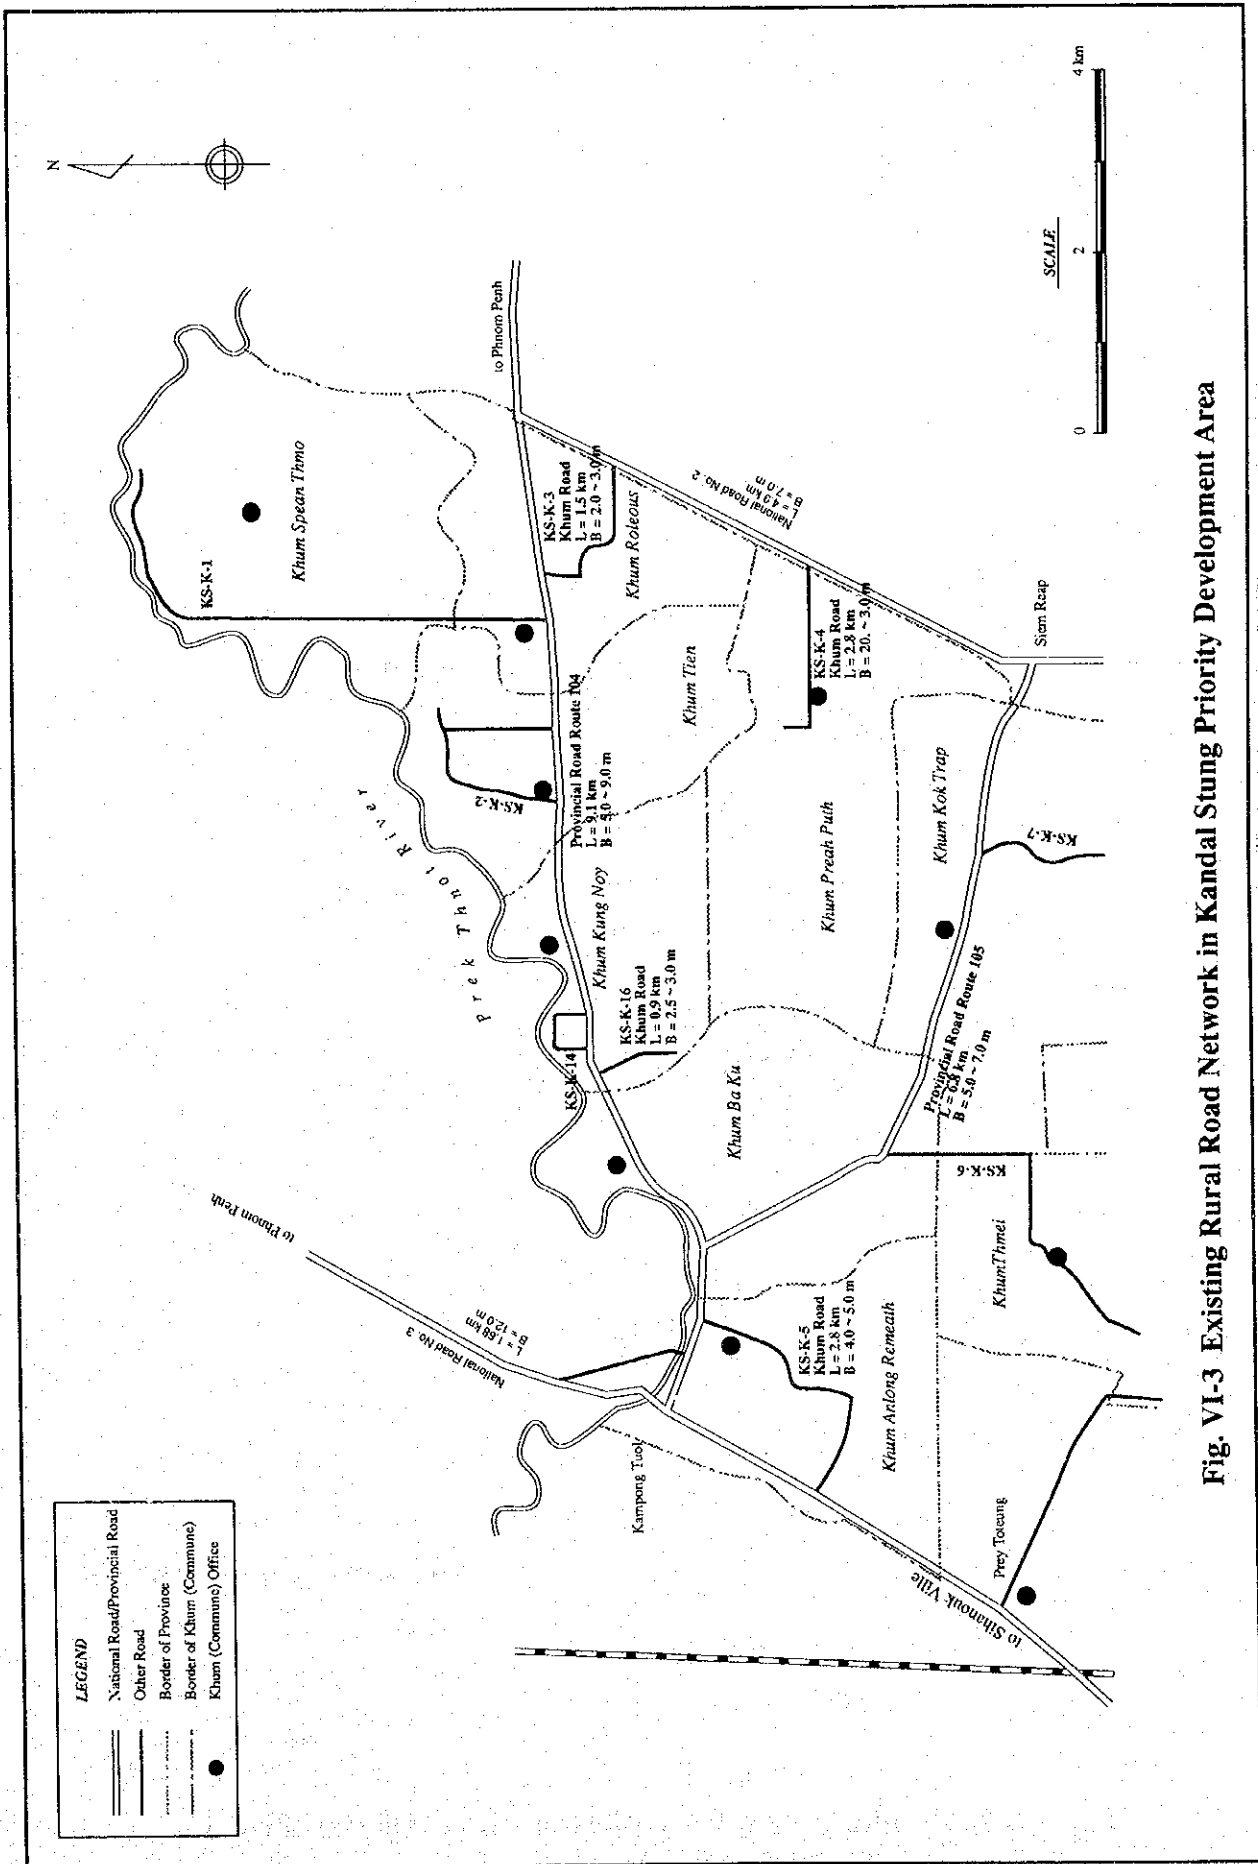 LEGEND
National Road/Provincial Road
Other Road
Border of Province
Border of Khum (Commune)
Khum (Commune) Office
N
to Phnom Penh
National Road No. 3
L = 1.68 km
B = 12.0 m
Prek Thnot River
KS-K-1
Khum Spean Thmo
to Phnom Penh
KS-K-2
KS-K-3
Khum Road
L = 1.5 km
B = 2.0 ~ 3.0 m
Khum Roleous
Provincial Road Route 104
L = 9.1 km
B = 5.0 ~ 9.0 m
Khum Kung Noy
KS-K-14
KS-K-16
Khum Road
L = 0.9 km
B = 2.5 ~ 3.0 m
Khum Tien
National Road No. 2
L = 4.9 km
B = 7.0 m
Kampong Tuol
Khum Ba Ku
KS-K-4
Khum Road
L = 2.8 km
B = 20. ~ 3.0 m
Khum Preah Puth
KS-K-5
Khum Road
L = 2.8 km
B = 4.0 ~ 5.0 m
Khum Anlong Remeath
Khum Kok Trap
Siem Reap
Provincial Road Route 105
L = 6.8 km
B = 5.0 ~ 7.0 m
KS-K-6
KS-K-7
Khum Thmei
Prey Toteung
to Sihanouk Ville
SCALE
0 2 4 km
Fig. VI-3 Existing Rural Road Network in Kandal Stung Priority Development Area